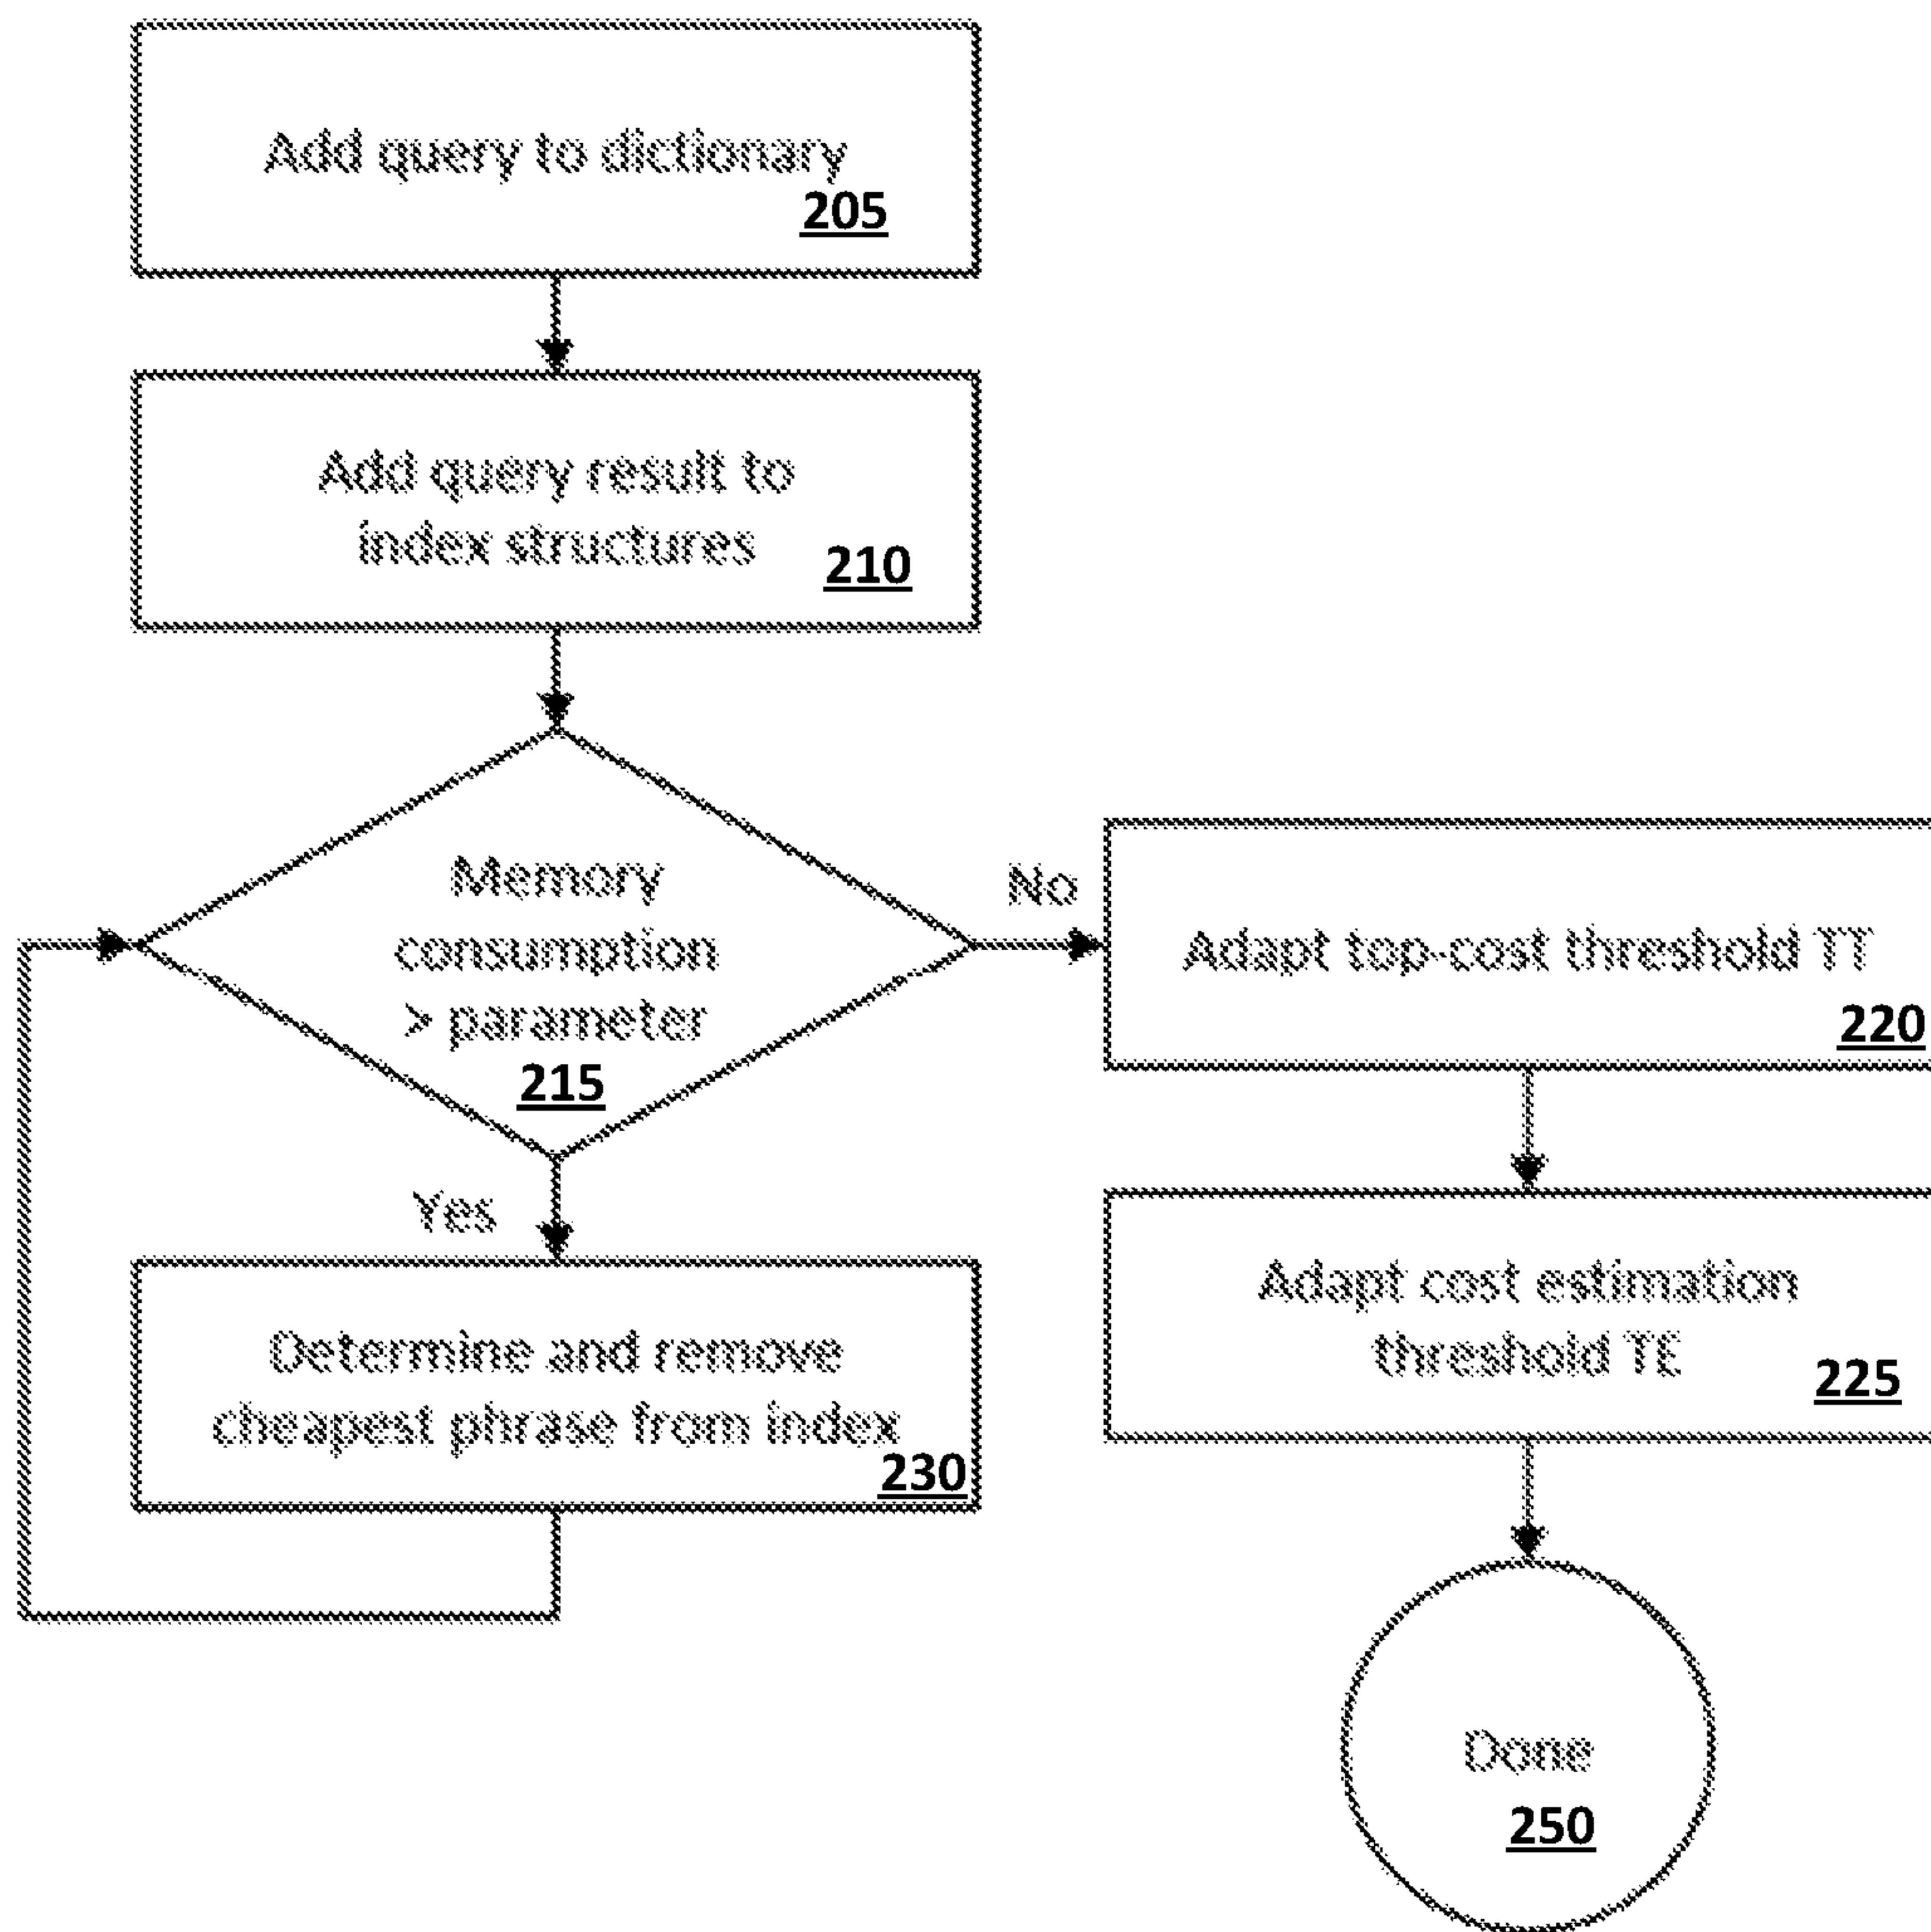 Add query to dictionary
205
Add query result to
index structures
210
Memory
consumption
> parameter
215
No
Adapt top-cost threshold TT
220
Yes
Adapt cost estimation
threshold TE
225
Determine and remove
cheapest phrase from index
230
Done
250